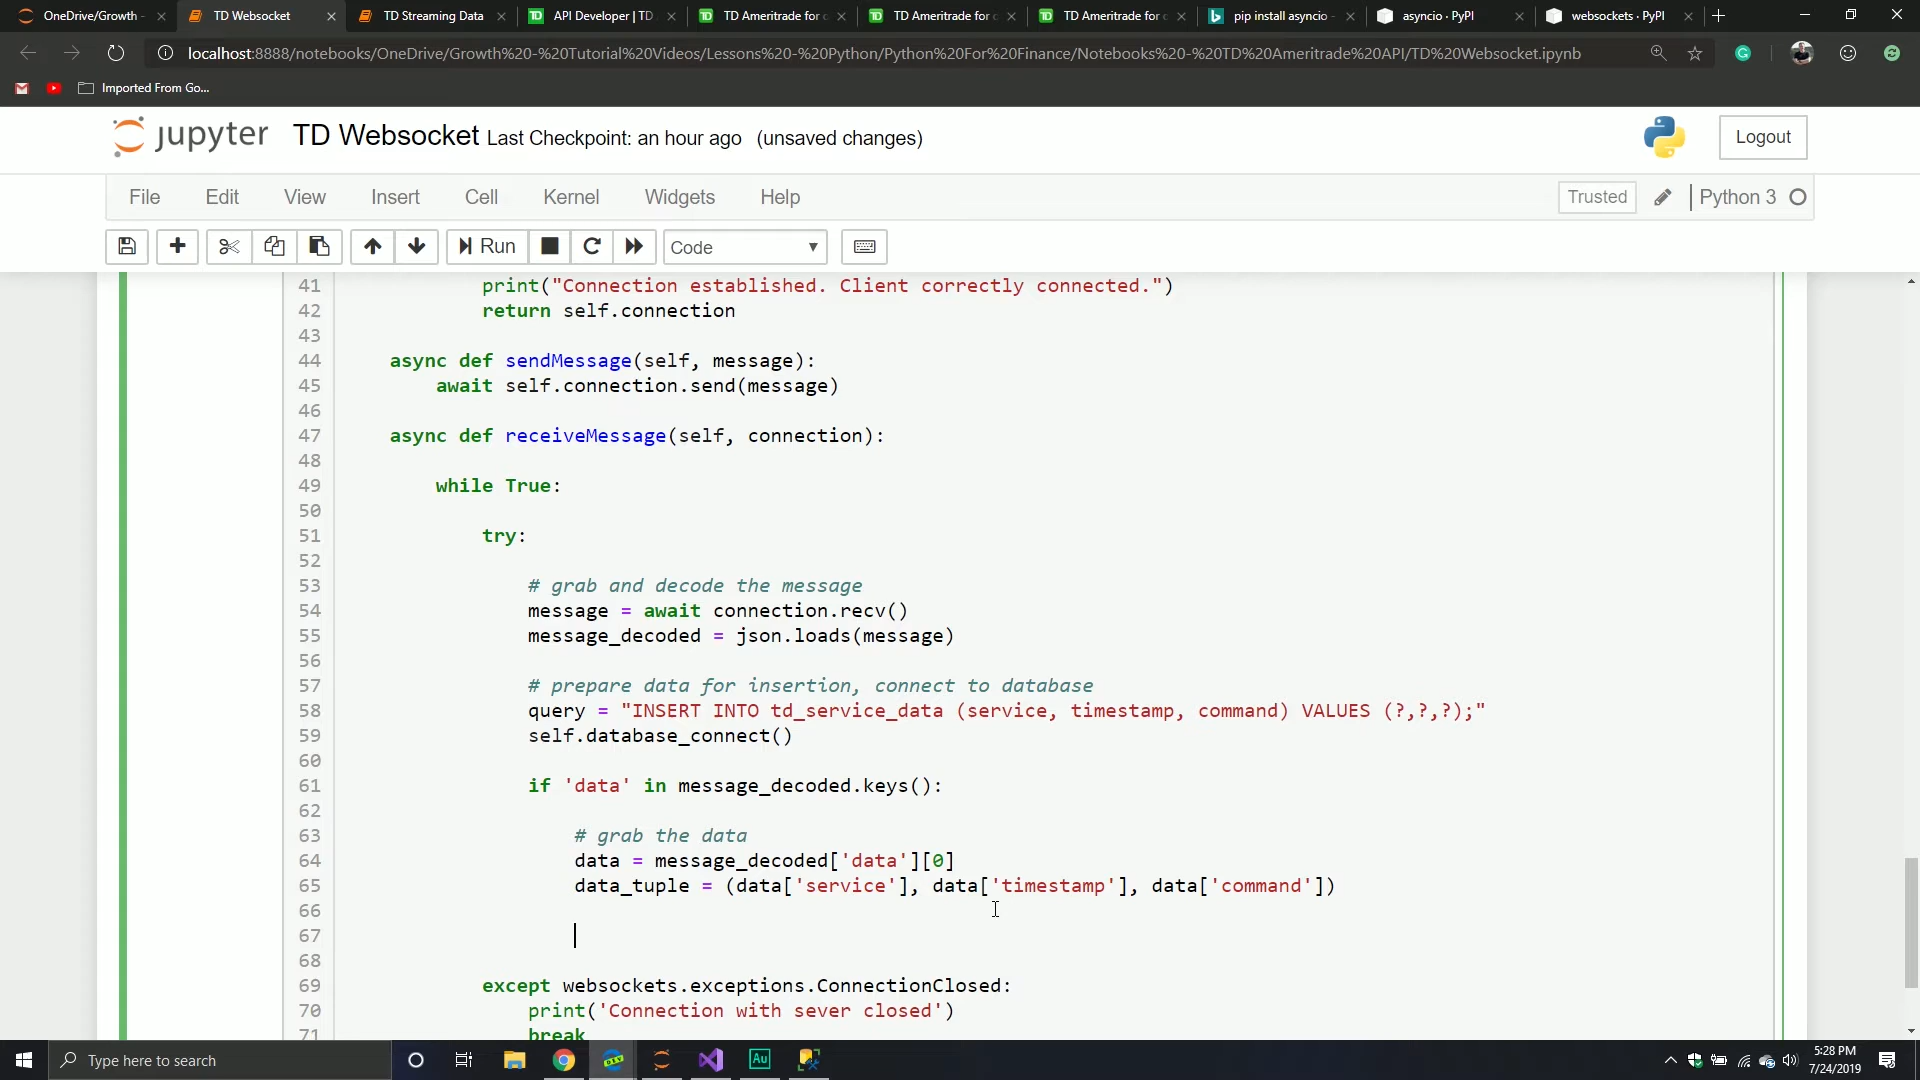 OneDrive/Growth -
TD Websocket
TD Streaming Data
API Developer | TD
TD Ameritrade for
TD Ameritrade for
TD Ameritrade for
pip install asyncio -
asyncio · PyPI
websockets · PyPI
localhost:8888/notebooks/OneDrive/Growth%20-%20Tutorial%20Videos/Lessons%20-%20Python/Python%20For%20Finance/Notebooks%20-%20TD%20Ameritrade%20API/TD%20Websocket.ipynb
Imported From Go...
jupyter TD Websocket Last Checkpoint: an hour ago (unsaved changes)
Logout
File Edit View Insert Cell Kernel Widgets Help
Trusted Python 3
Run Code
41 print("Connection established. Client correctly connected.")
42 return self.connection
43
44 async def sendMessage(self, message):
45 await self.connection.send(message)
46
47 async def receiveMessage(self, connection):
48
49 while True:
50
51 try:
52
53 # grab and decode the message
54 message = await connection.recv()
55 message_decoded = json.loads(message)
56
57 # prepare data for insertion, connect to database
58 query = "INSERT INTO td_service_data (service, timestamp, command) VALUES (?,?,?);"
59 self.database_connect()
60
61 if 'data' in message_decoded.keys():
62
63 # grab the data
64 data = message_decoded['data'][0]
65 data_tuple = (data['service'], data['timestamp'], data['command'])
66
67
68
69 except websockets.exceptions.ConnectionClosed:
70 print('Connection with sever closed')
71 break
Type here to search
DEV
Au
5:28 PM
7/24/2019